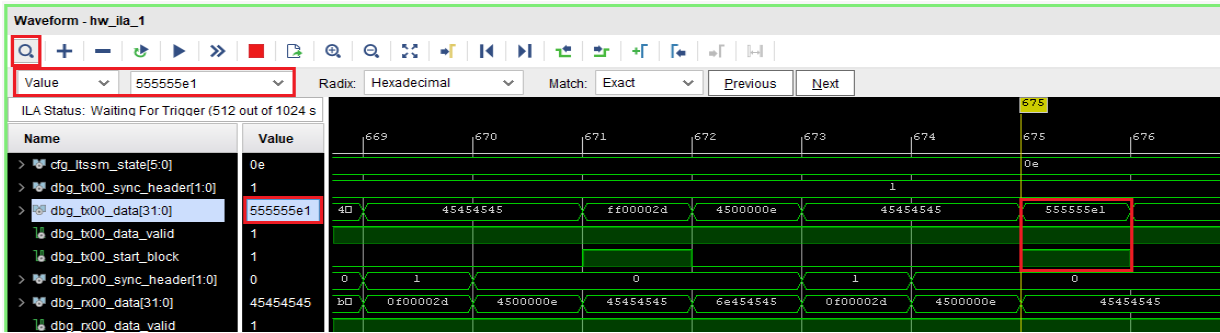 Waveform - hw_ila_1
Value 555555e1 Radix: Hexadecimal Match: Exact Previous Next
ILA Status: Waiting For Trigger (512 out of 1024 s
675
Name Value 669 670 671 672 673 674 675 676
cfg_ltssm_state[5:0] 0e 0e
dbg_tx00_sync_header[1:0] 1 1
dbg_tx00_data[31:0] 555555e1 4 45454545 ff00002d 4500000e 45454545 555555e1
dbg_tx00_data_valid 1
dbg_tx00_start_block 1
dbg_rx00_sync_header[1:0] 0 0 1 0 1 0
dbg_rx00_data[31:0] 45454545 b 0f00002d 4500000e 45454545 6e454545 0f00002d 4500000e 45454545
dbg_rx00_data_valid 1